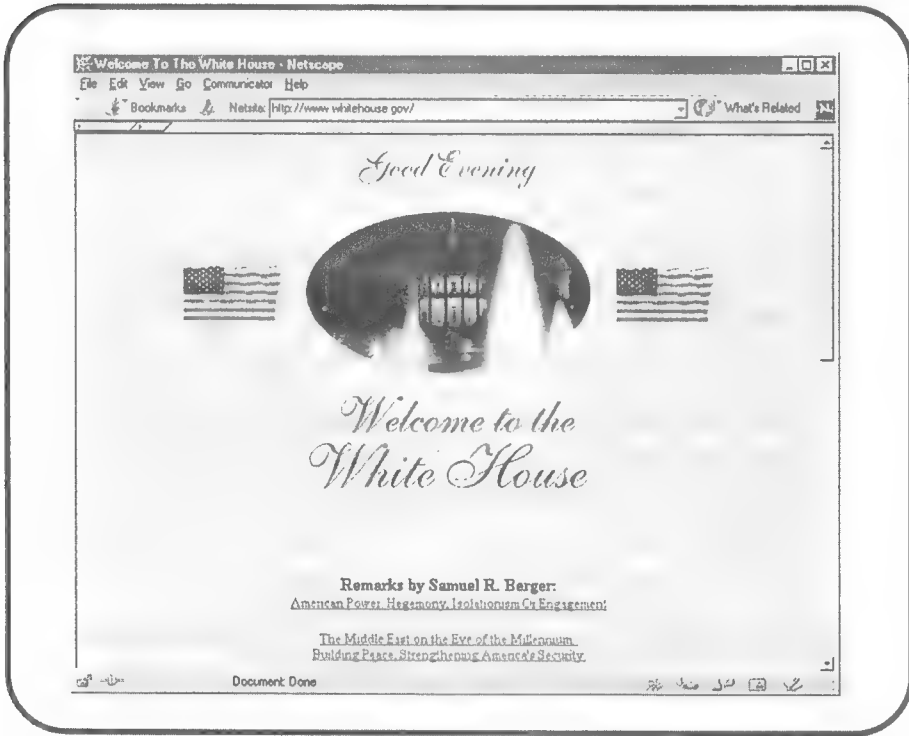 Welcome To The White House - Netscape
File Edit View Go Communicator Help
Bookmarks Netsite: http://www.whitehouse.gov/ What's Related
Good Evening
Welcome to the
White House
Remarks by Samuel R. Berger:
American Power, Hegemony, Isolationism Or Engagement
The Middle East on the Eve of the Millennium
Building Peace, Strengthening America's Security
Document: Done